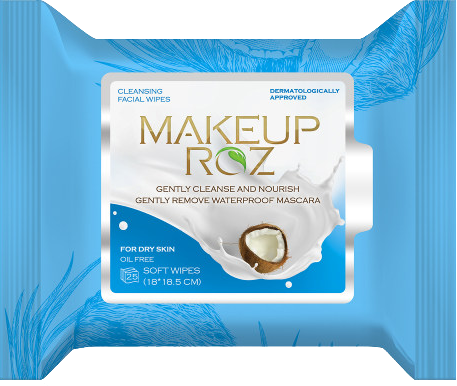 CLEANSING
FACIAL WIPES
DERMATOLOGICALLY
APPROVED
MAKEUP
ROZ
GENTLY CLEANSE AND NOURISH
GENTLY REMOVE WATERPROOF MASCARA
FOR DRY SKIN
OIL FREE
25
SOFT WIPES
(18*18.5 CM)